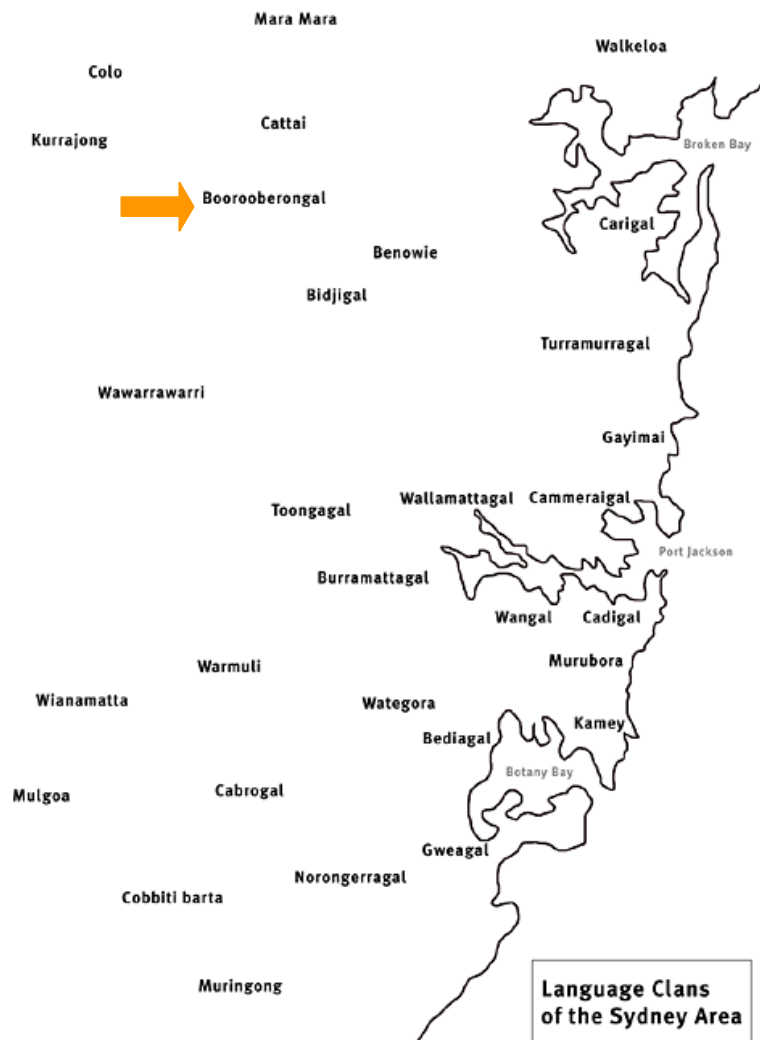 Mara Mara
Walkeloa
Colo
Cattai
Kurrajong
Broken Bay
Boorooberongal
Carigal
Benowie
Bidjigal
Turramurragal
Wawarrawarri
Gayimai
Wallamattagal
Cammeraigal
Toongagal
Port Jackson
Burramattagal
Wangal
Cadigal
Murubora
Warmuli
Wianamatta
Wategora
Kamey
Bediagal
Botany Bay
Mulgoa
Cabrogal
Gweagal
Norongerragal
Cobbiti barta
Muringong
Language Clans
of the Sydney Area